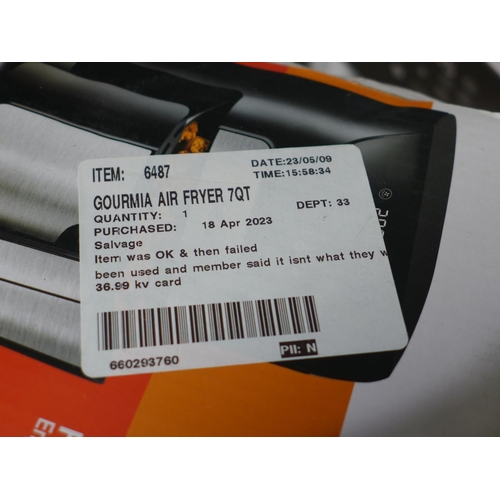 ITEM: 6487 DATE:23/05/09
TIME:15:58:34
GOURMIA AIR FRYER 7QT
QUANTITY: 1 DEPT: 33
PURCHASED: 18 Apr 2023
Salvage
Item was OK & then failed
been used and member said it isnt what they w
36.99 kv card
660293760 PII: N